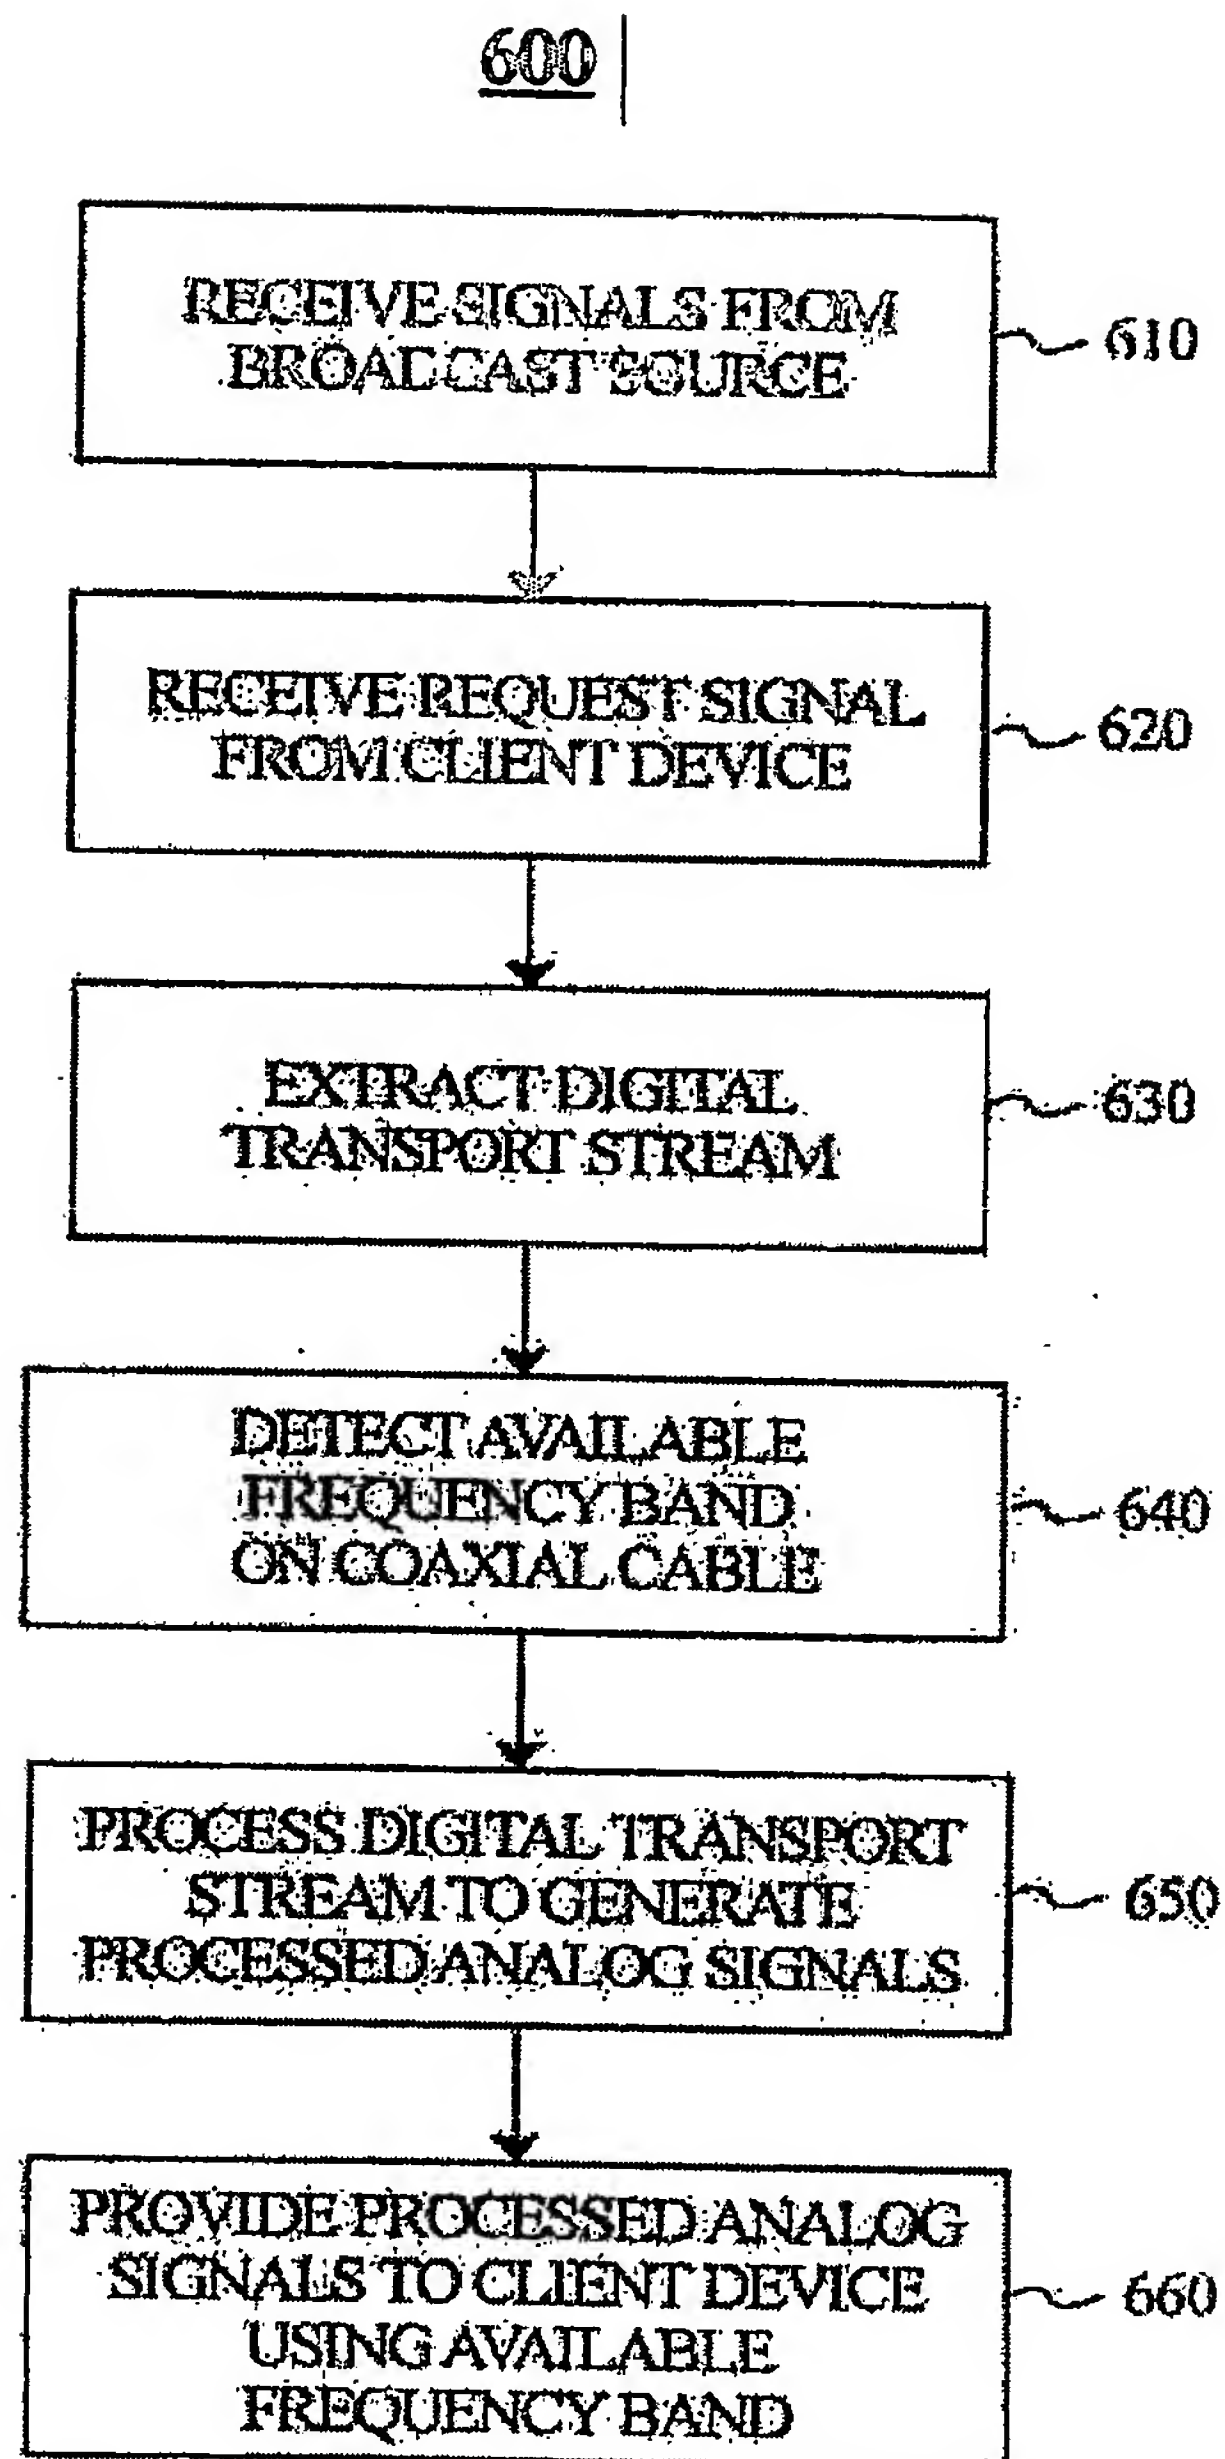 600
RECEIVE SIGNALS FROM
BROADCAST SOURCE
610
RECEIVE REQUEST SIGNAL
FROM CLIENT DEVICE
620
EXTRACT DIGITAL
TRANSPORT STREAM
630
DETECT AVAILABLE
FREQUENCY BAND
ON COAXIAL CABLE
640
PROCESS DIGITAL TRANSPORT
STREAM TO GENERATE
PROCESSED ANALOG SIGNALS
650
PROVIDE PROCESSED ANALOG
SIGNALS TO CLIENT DEVICE
USING AVAILABLE
FREQUENCY BAND
660